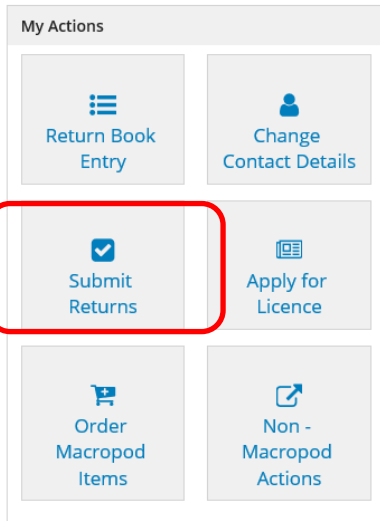 My Actions
Return Book
Entry
Change
Contact Details
Submit
Returns
Apply for
Licence
Order
Macropod
Items
Non -
Macropod
Actions